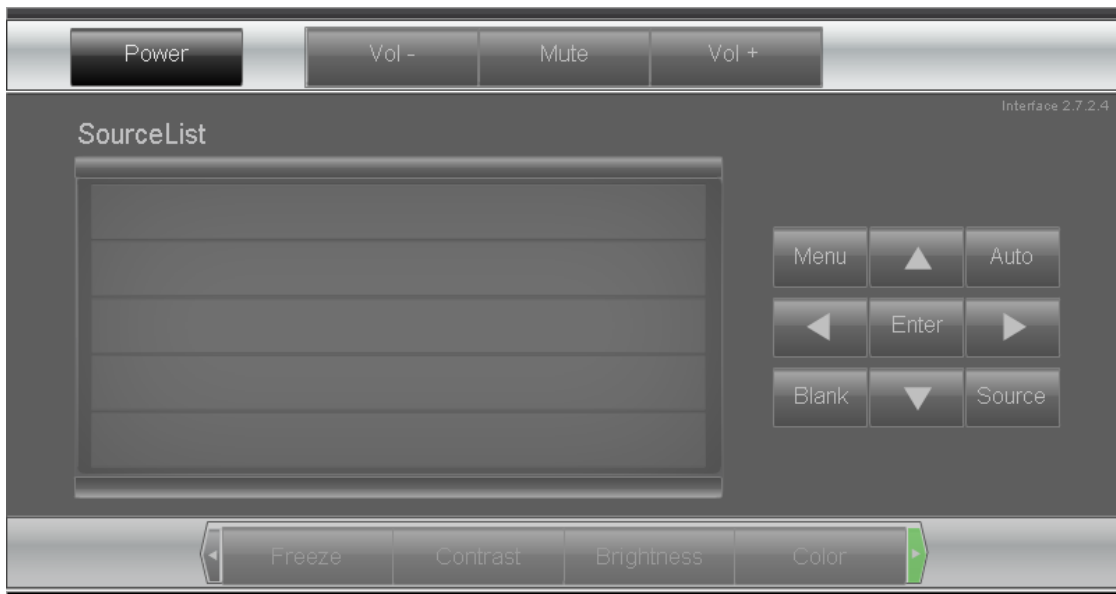 Power Vol - Mute Vol +
Interface 2.7.2.4
SourceList
Menu Auto
Enter
Blank Source
Freeze Contrast Brightness Color